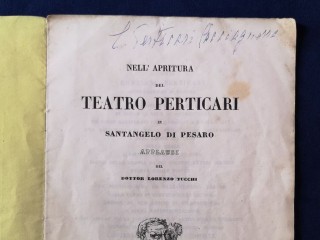 NELL' APRITURA
DEL
TEATRO PERTICARI
IN
SANTANGELO DI PESARO
APPLAUSI
DEL
DOTTOR LORENZO TUCCHI